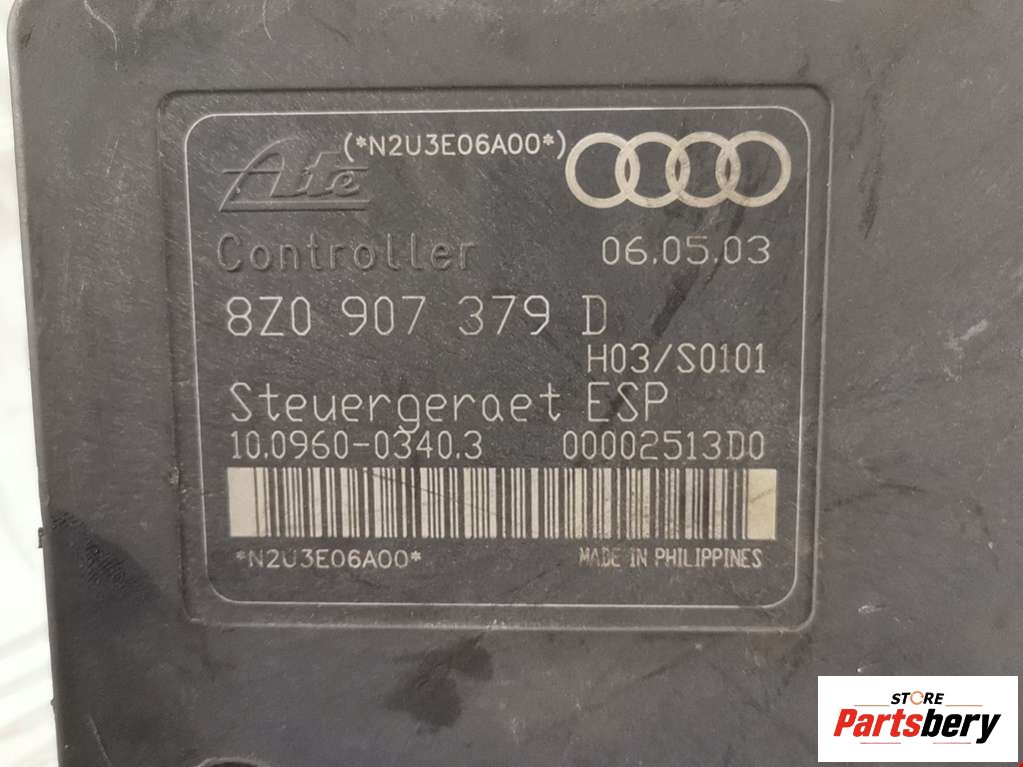 (*N2U3E06A00*)
Ate
Controller 06.05.03
8Z0 907 379 D
H03/S0101
Steuergeraet ESP
10.0960-0340.3 00002513D0
*N2U3E06A00* MADE IN PHILIPPINES
STORE
Partsbery